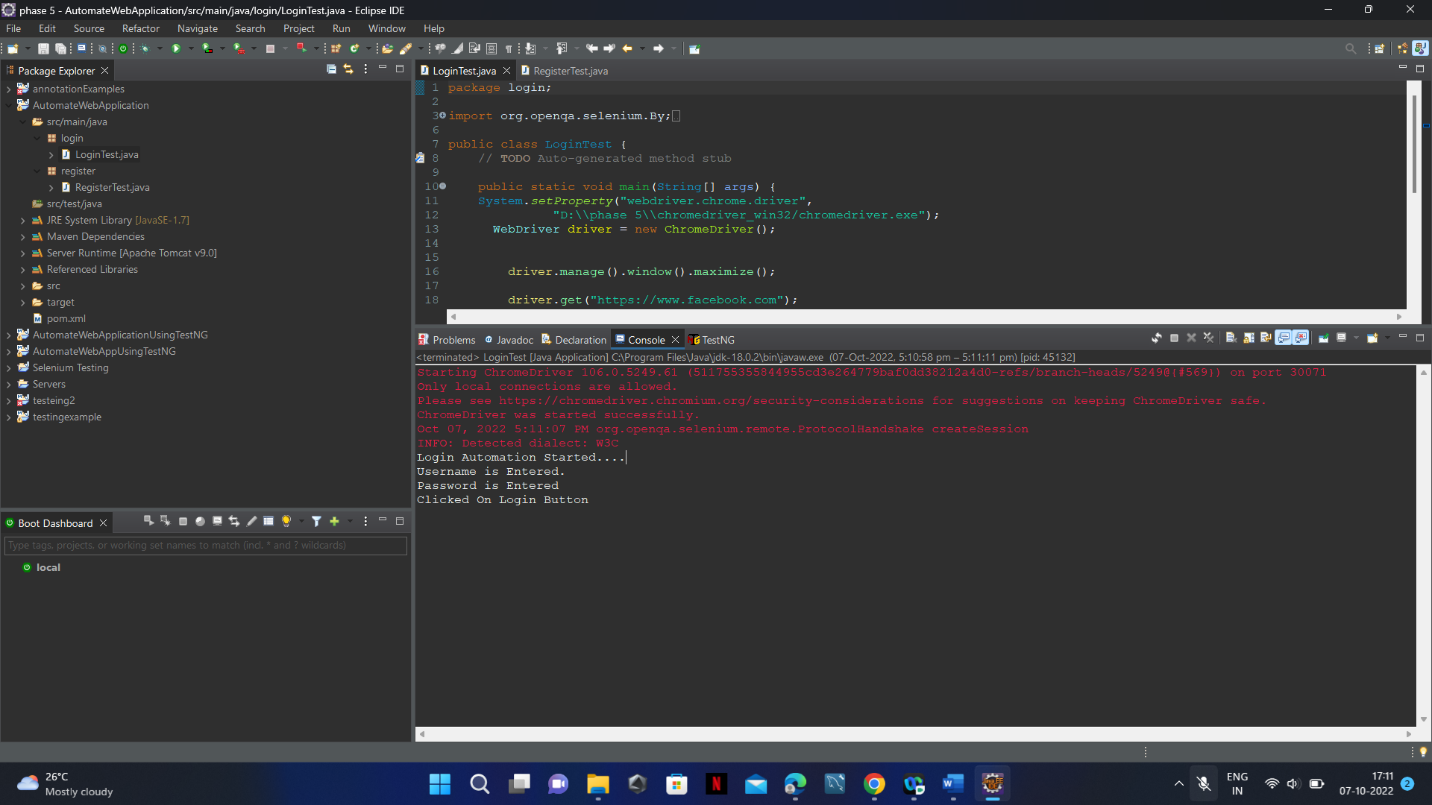 phase 5 - AutomateWebApplication/src/main/java/login/LoginTest.java - Eclipse IDE
File Edit Source Refactor Navigate Search Project Run Window Help
Package Explorer
annotationExamples
AutomateWebApplication
src/main/java
login
LoginTest.java
register
RegisterTest.java
src/test/java
JRE System Library [JavaSE-1.7]
Maven Dependencies
Server Runtime [Apache Tomcat v9.0]
Referenced Libraries
src
target
pom.xml
AutomateWebApplicationUsingTestNG
AutomateWebAppUsingTestNG
Selenium Testing
Servers
testeing2
testingexample
Boot Dashboard
Type tags, projects, or working set names to match (incl. * and ? wildcards)
local
LoginTest.java RegisterTest.java
1 package login;
2
3 import org.openqa.selenium.By;
6
7 public class LoginTest {
8 // TODO Auto-generated method stub
9
10 public static void main(String[] args) {
11 System.setProperty("webdriver.chrome.driver",
12 "D:\\phase 5\\chromedriver_win32/chromedriver.exe");
13 WebDriver driver = new ChromeDriver();
14
15
16 driver.manage().window().maximize();
17
18 driver.get("https://www.facebook.com");
Problems Javadoc Declaration Console TestNG
<terminated> LoginTest [Java Application] C:\Program Files\Java\jdk-18.0.2\bin\javaw.exe (07-Oct-2022, 5:10:58 pm – 5:11:11 pm) [pid: 45132]
Starting ChromeDriver 106.0.5249.61 (511755355844955cd3e264779baf0dd38212a4d0-refs/branch-heads/5249@{#569}) on port 30071
Only local connections are allowed.
Please see https://chromedriver.chromium.org/security-considerations for suggestions on keeping ChromeDriver safe.
ChromeDriver was started successfully.
Oct 07, 2022 5:11:07 PM org.openqa.selenium.remote.ProtocolHandshake createSession
INFO: Detected dialect: W3C
Login Automation Started....
Username is Entered.
Password is Entered
Clicked On Login Button
26°C
Mostly cloudy
ENG
IN
17:11
07-10-2022
2